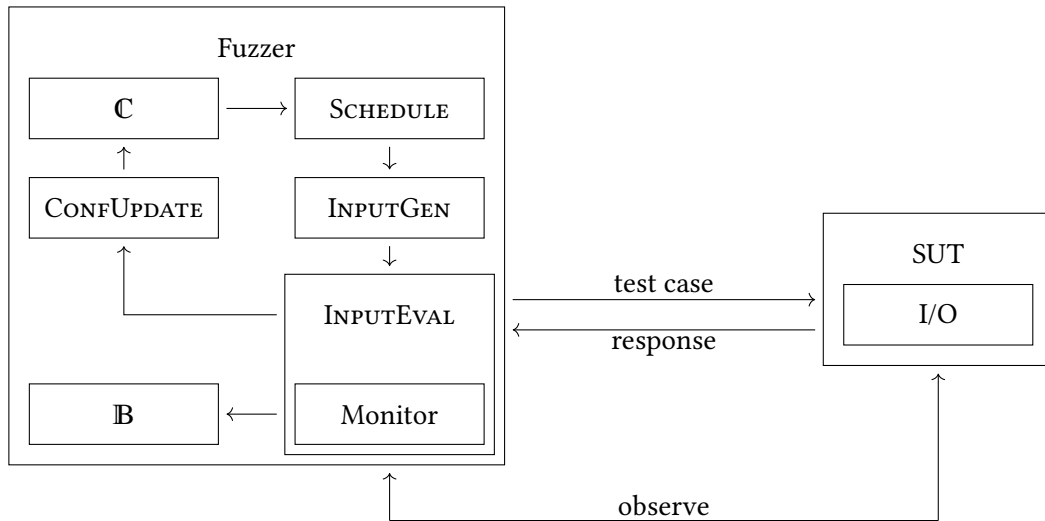 Fuzzer
ℂ
SCHEDULE
CONFUPDATE
INPUTGEN
SUT
test case
I/O
INPUTEVAL
response
𝔹
Monitor
observe